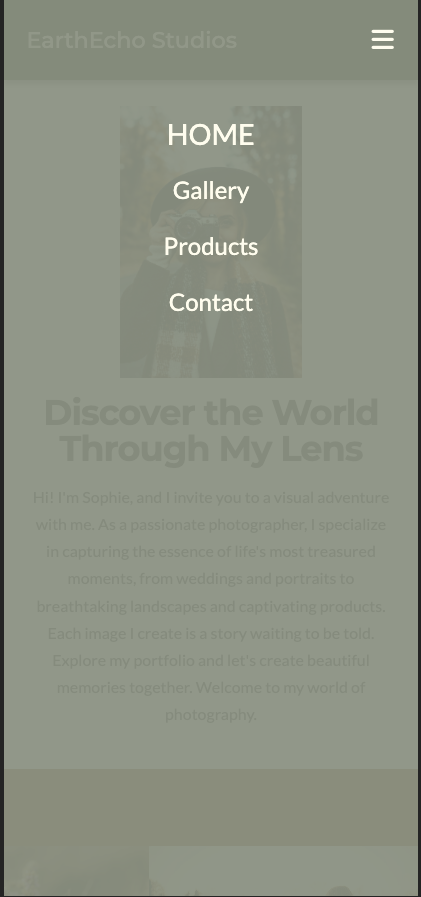 EarthEcho Studios
HOME
Gallery
Products
Contact
Discover the World
Through My Lens
Hi! I'm Sophie, and I invite you to a visual adventure
with me. As a passionate photographer, I specialize
in capturing the essence of life's most treasured
moments, from weddings and portraits to
breathtaking landscapes and captivating products.
Each image I create is a story waiting to be told.
Explore my portfolio and let's create beautiful
memories together. Welcome to my world of
photography.